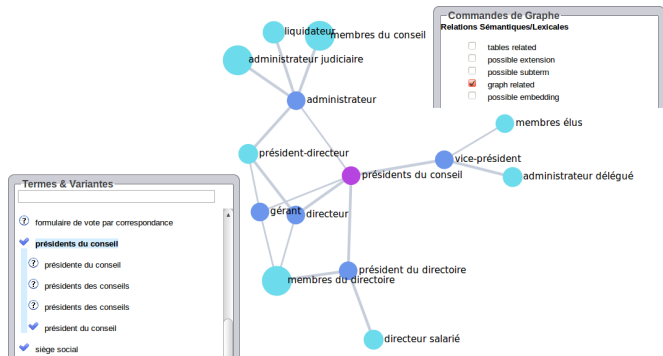 liquidateur
membres du conseil
administrateur judiciaire
administrateur
président-directeur
présidents du conseil
gérant
directeur
membres du directoire
président du directoire
directeur salarié
vice-président
membres élus
administrateur délégué
Commandes de Graphe
Relations Sémantiques/Lexicales
tables related
possible extension
possible subterm
graph related
possible embedding
Termes & Variantes
formulaire de vote par correspondance
présidents du conseil
présidente du conseil
présidents des conseils
présidents des conseils
président du conseil
siège social